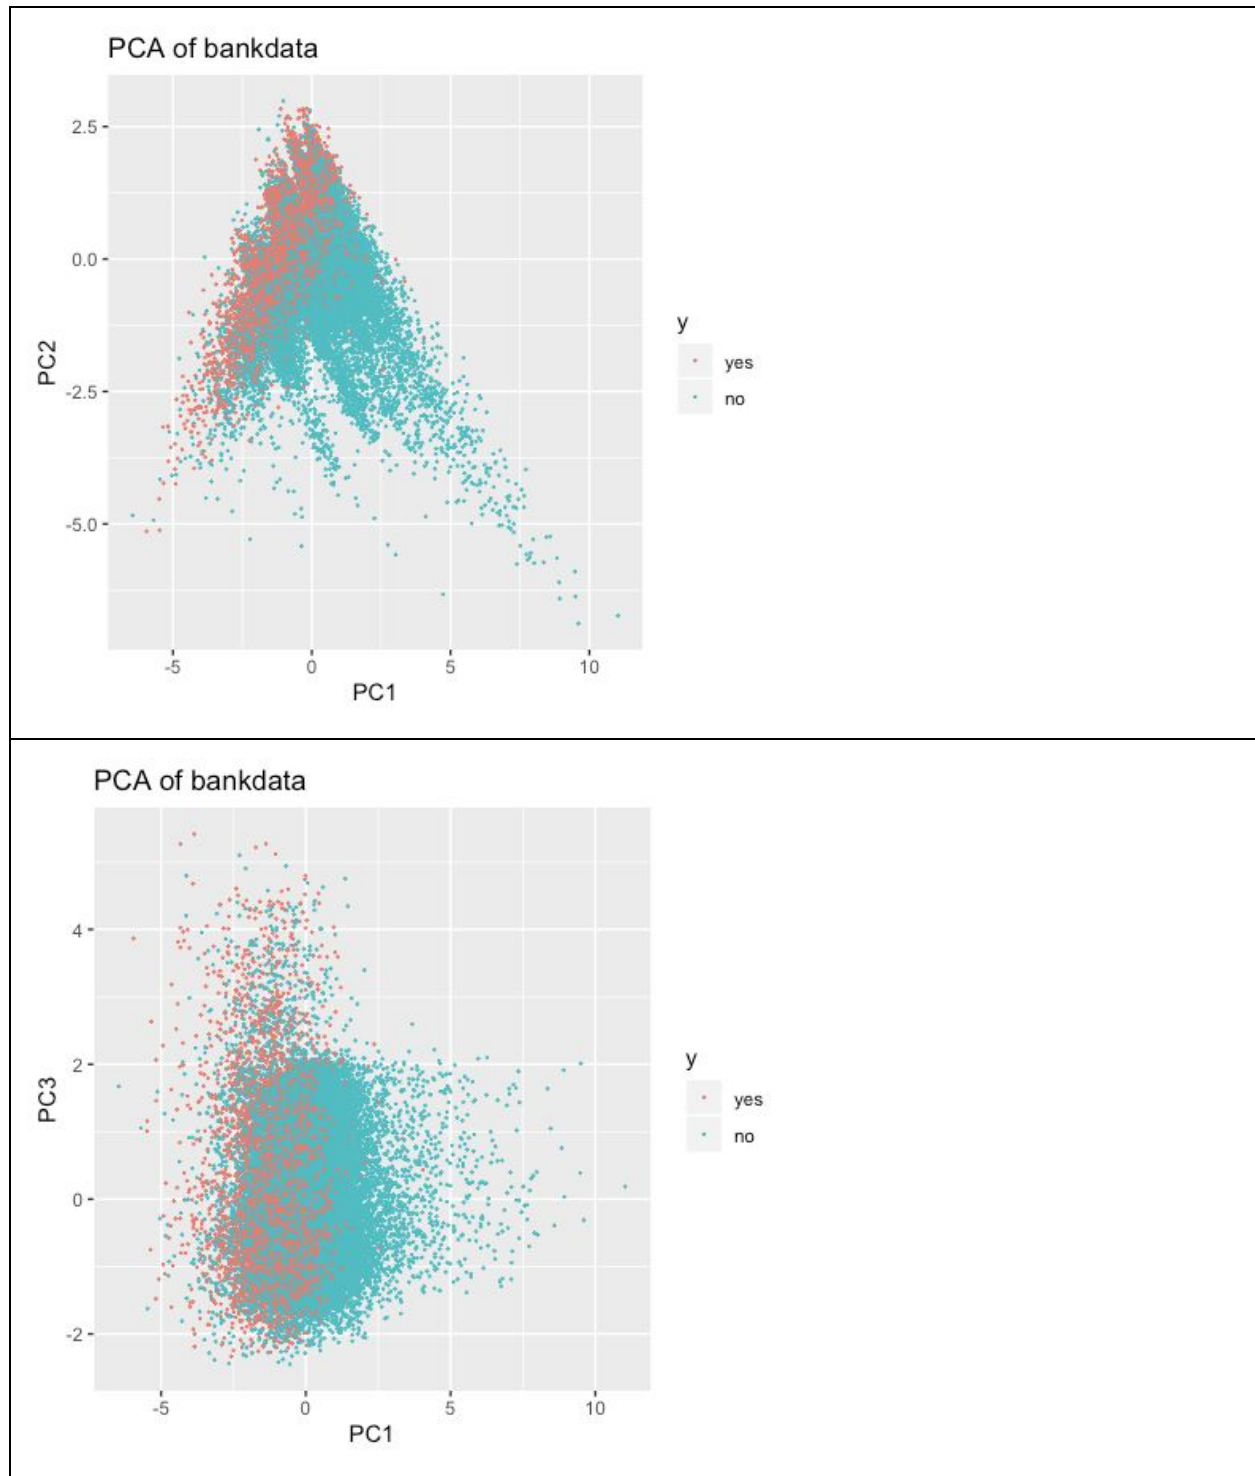 PCA of bankdata
2.5
0.0
-2.5
-5.0
PC2
-5 0 5 10
PC1
y
yes
no
PCA of bankdata
4
2
0
-2
PC3
-5 0 5 10
PC1
y
yes
no